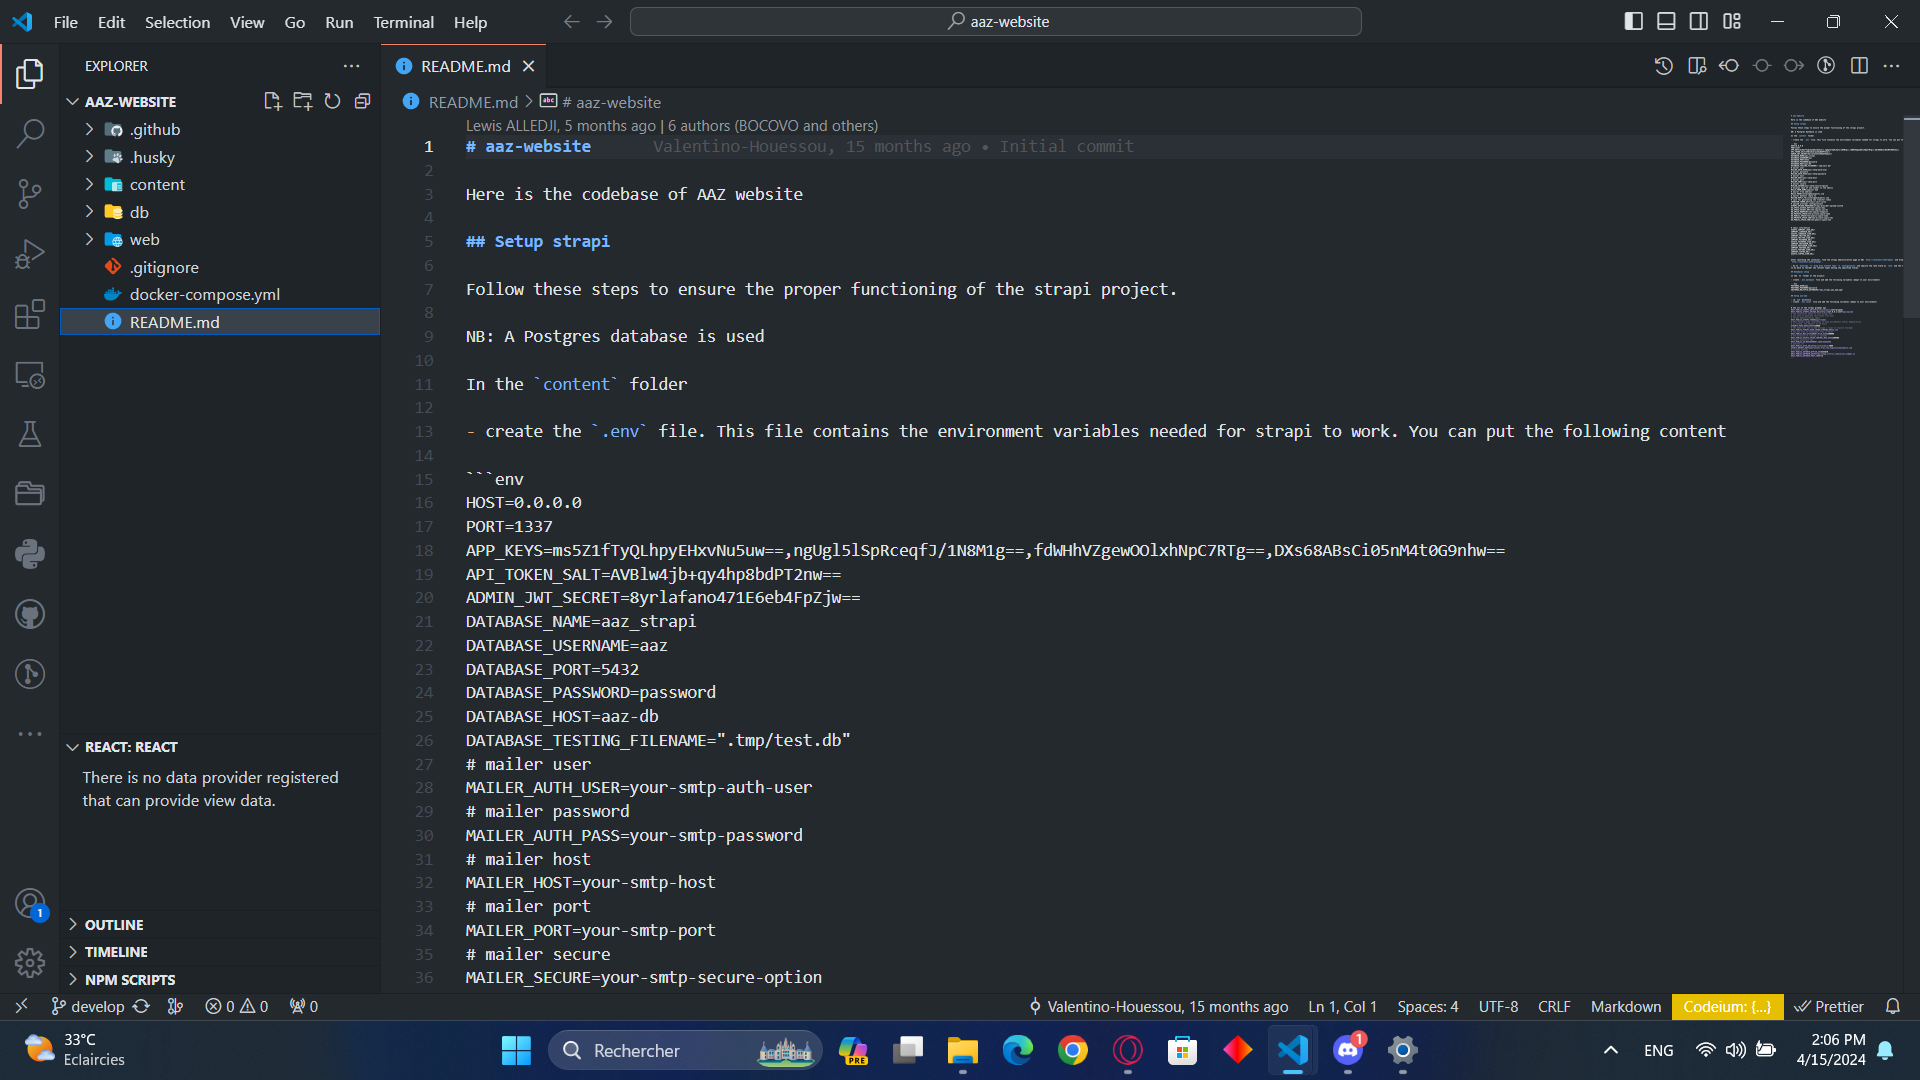 File Edit Selection View Go Run Terminal Help
aaz-website
EXPLORER
AAZ-WEBSITE
.github
.husky
content
db
web
.gitignore
docker-compose.yml
README.md
REACT: REACT
There is no data provider registered
that can provide view data.
OUTLINE
TIMELINE
NPM SCRIPTS
README.md
README.md > # aaz-website
Lewis ALLEDJI, 5 months ago | 6 authors (BOCOVO and others)
1 # aaz-website Valentino-Houessou, 15 months ago • Initial commit
2
3 Here is the codebase of AAZ website
4
5 ## Setup strapi
6
7 Follow these steps to ensure the proper functioning of the strapi project.
8
9 NB: A Postgres database is used
10
11 In the `content` folder
12
13 - create the `.env` file. This file contains the environment variables needed for strapi to work. You can put the following content
14
15 ```env
16 HOST=0.0.0.0
17 PORT=1337
18 APP_KEYS=ms5Z1fTyQLhpyEHxvNu5uw==,ngUgl5lSpRceqfJ/1N8M1g==,fdWHhVZgewOOlxhNpC7RTg==,DXs68ABsCi05nM4t0G9nhw==
19 API_TOKEN_SALT=AVBlw4jb+qy4hp8bdPT2nw==
20 ADMIN_JWT_SECRET=8yrlafano471E6eb4FpZjw==
21 DATABASE_NAME=aaz_strapi
22 DATABASE_USERNAME=aaz
23 DATABASE_PORT=5432
24 DATABASE_PASSWORD=password
25 DATABASE_HOST=aaz-db
26 DATABASE_TESTING_FILENAME=".tmp/test.db"
27 # mailer user
28 MAILER_AUTH_USER=your-smtp-auth-user
29 # mailer password
30 MAILER_AUTH_PASS=your-smtp-password
31 # mailer host
32 MAILER_HOST=your-smtp-host
33 # mailer port
34 MAILER_PORT=your-smtp-port
35 # mailer secure
36 MAILER_SECURE=your-smtp-secure-option
1
develop 0 0 0 Valentino-Houessou, 15 months ago Ln 1, Col 1 Spaces: 4 UTF-8 CRLF Markdown Codeium: {...} Prettier
33°C
Eclaircies
Rechercher
PRE
1
ENG
2:06 PM
4/15/2024